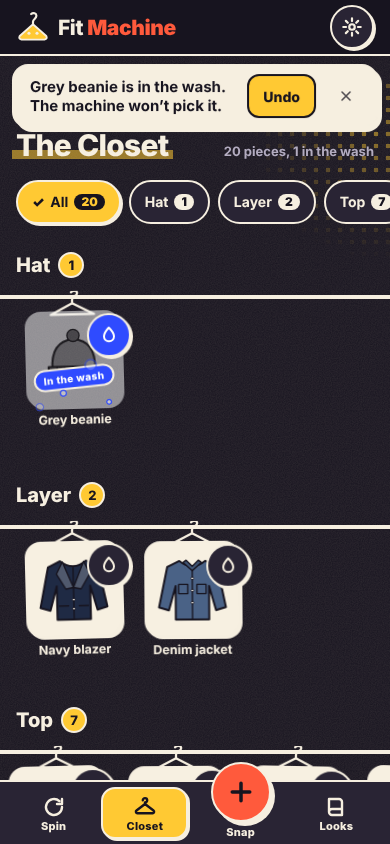 Fit Machine
Grey beanie is in the wash.
The machine won’t pick it.
Undo
The Closet
20 pieces, 1 in the wash
All 20
Hat 1
Layer 2
Top 7
Hat 1
In the wash
Grey beanie
Layer 2
Navy blazer
Denim jacket
Top 7
Spin
Closet
Snap
Looks